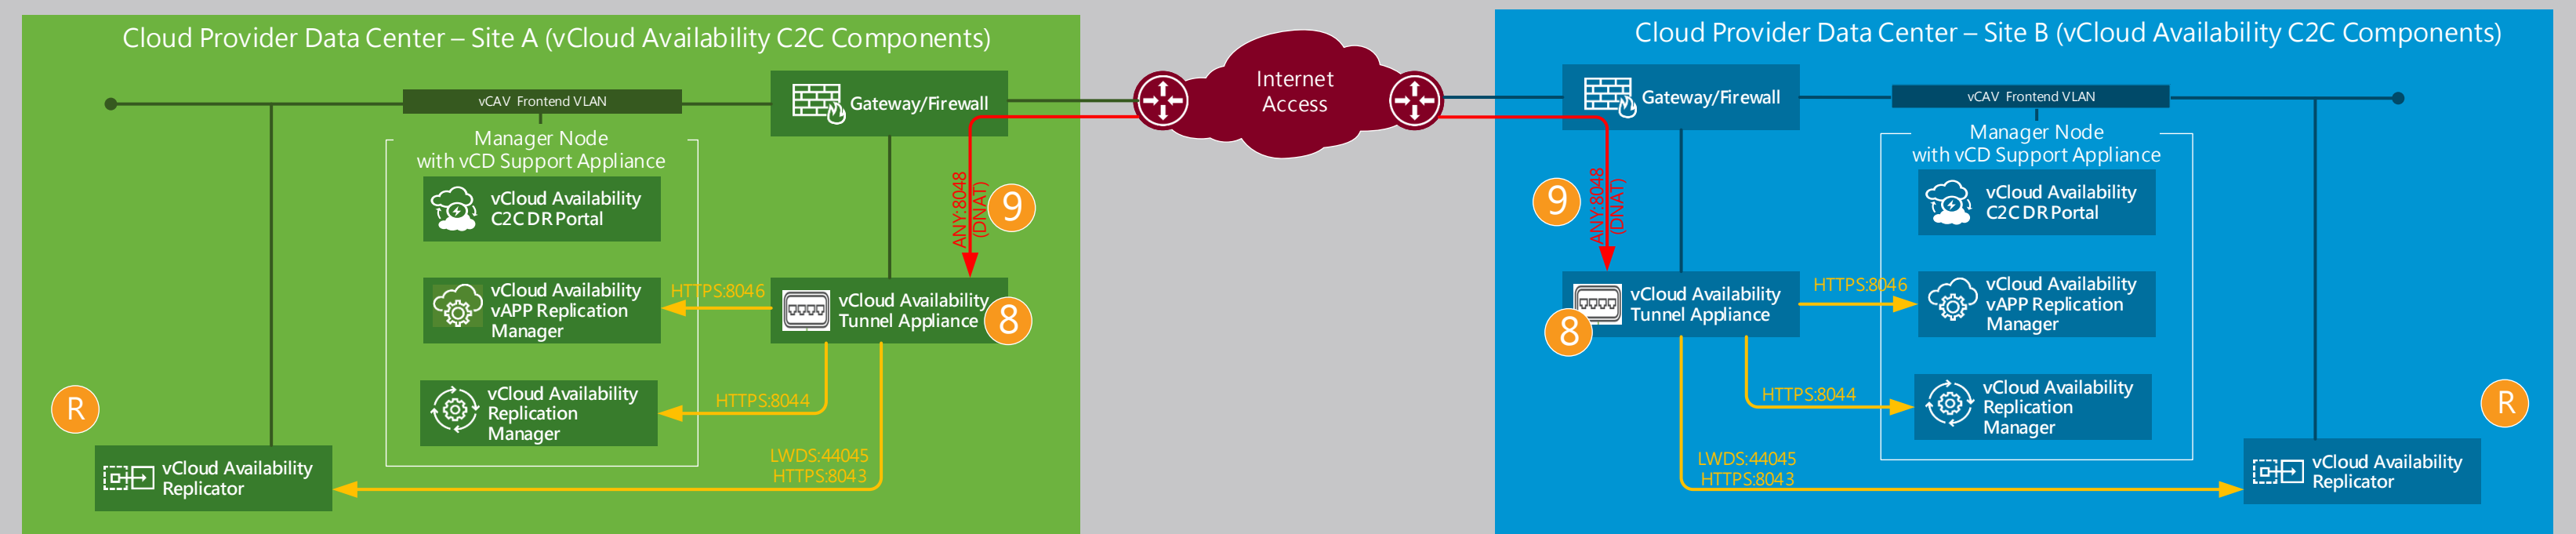 Cloud Provider Data Center – Site A (vCloud Availability C2C Components)
vCAV Frontend VLAN
Gateway/Firewall
Manager Node
with vCD Support Appliance
vCloud Availability
C2C DR Portal
ANY:8048
(DNAT)
9
HTTPS:8046
vCloud Availability
vAPP Replication
Manager
vCloud Availability
Tunnel Appliance
8
HTTPS:8044
vCloud Availability
Replication
Manager
R
LWDS:44045
HTTPS:8043
vCloud Availability
Replicator
Internet
Access
Cloud Provider Data Center – Site B (vCloud Availability C2C Components)
Gateway/Firewall
vCAV Frontend VLAN
Manager Node
with vCD Support Appliance
9
ANY:8048
(DNAT)
vCloud Availability
C2C DR Portal
vCloud Availability
Tunnel Appliance
8
HTTPS:8046
vCloud Availability
vAPP Replication
Manager
HTTPS:8044
vCloud Availability
Replication
Manager
R
LWDS:44045
HTTPS:8043
vCloud Availability
Replicator